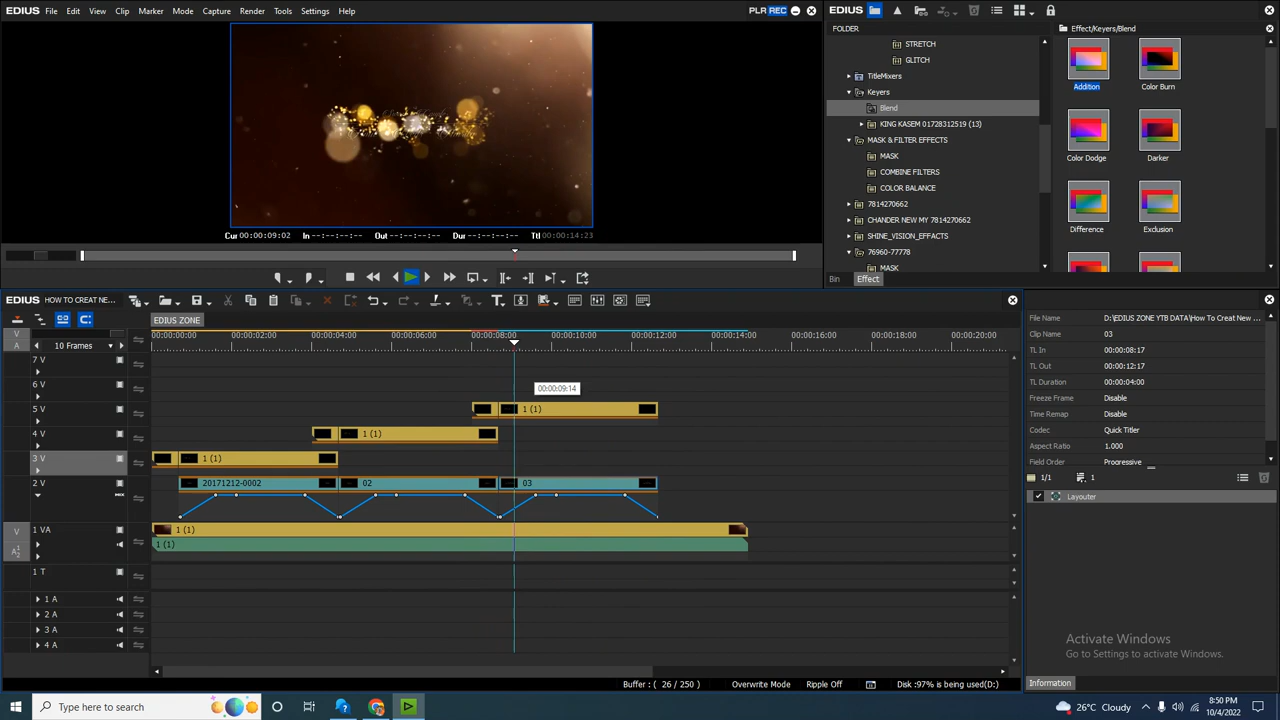 EDIUS File Edit View Clip Marker Mode Capture Render Tools Settings Help PLR REC
Cur 00:00:09:02 In --:--:--:-- Out --:--:--:-- Dur --:--:--:-- Ttl 00:00:14:23
EDIUS
FOLDER
STRETCH
GLITCH
TitleMixers
Keyers
Blend
KING KASEM 01728312519 (13)
MASK & FILTER EFFECTS
MASK
COMBINE FILTERS
COLOR BALANCE
7814270662
CHANDER NEW MY 7814270662
SHINE_VISION_EFFECTS
76960-77778
MASK
Bin Effect
Effect/Keyers/Blend
Addition Color Burn
Color Dodge Darker
Difference Exclusion
EDIUS HOW TO CREAT NE...
EDIUS ZONE
V
A
10 Frames
00:00:00:00 00:00:02:00 00:00:04:00 00:00:06:00 00:00:08:00 00:00:10:00 00:00:12:00 00:00:14:00 00:00:16:00 00:00:18:00 00:00:20:00
7 V
6 V
00:00:09:14
5 V 1 (1)
4 V 1 (1)
3 V 1 (1)
2 V 20171212-0002 02 03
V 1 VA 1 (1)
A1 1 (1)
1 T
1 A
2 A
3 A
4 A
Buffer : ( 26 / 250 ) Overwrite Mode Ripple Off Disk :97% is being used(D:)
File Name D:\EDIUS ZONE YTB DATA\How To Creat New ...
Clip Name 03
TL In 00:00:08:17
TL Out 00:00:12:17
TL Duration 00:00:04:00
Freeze Frame Disable
Time Remap Disable
Codec Quick Titler
Aspect Ratio 1.000
Field Order Progressive
1/1 1
Layouter
Activate Windows
Go to Settings to activate Windows.
Information
Type here to search
26°C Cloudy
8:50 PM
10/4/2022